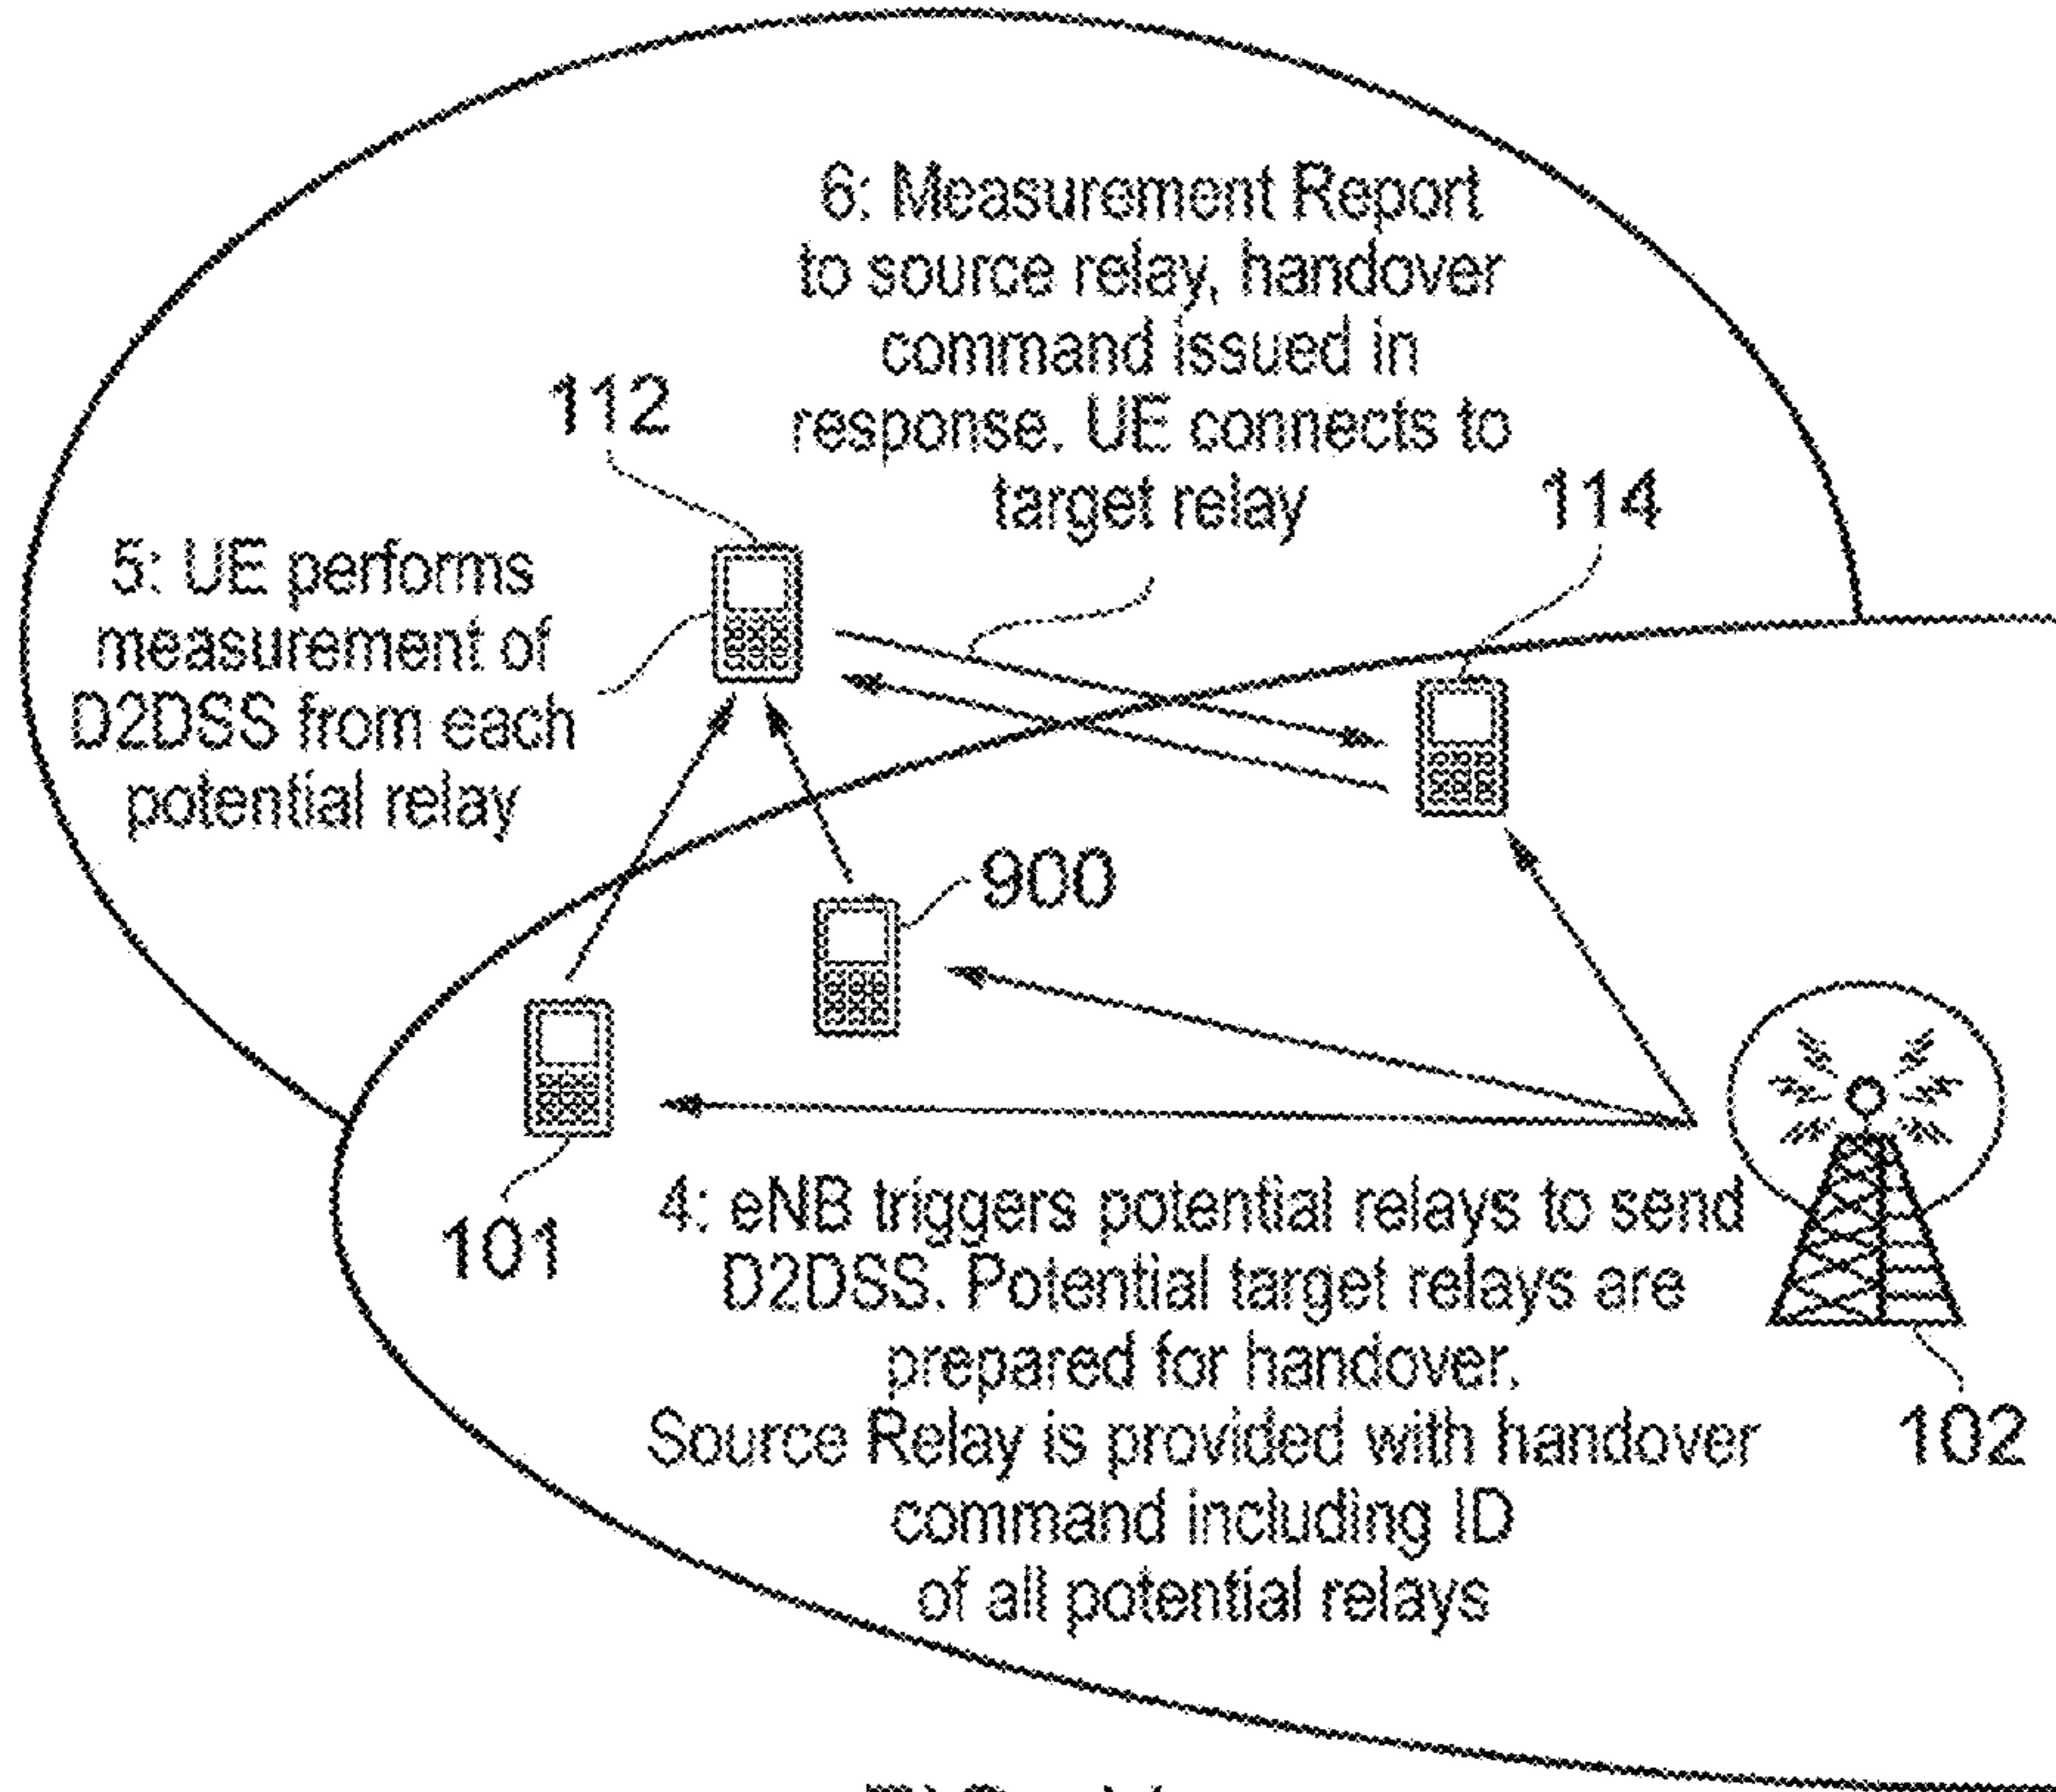 6: Measurement Report
to source relay, handover
command issued in
response. UE connects to
target relay
112
114
5: UE performs
measurement of
D2DSS from each
potential relay
900
101
4: eNB triggers potential relays to send
D2DSS. Potential target relays are
prepared for handover.
Source Relay is provided with handover
command including ID
of all potential relays
102